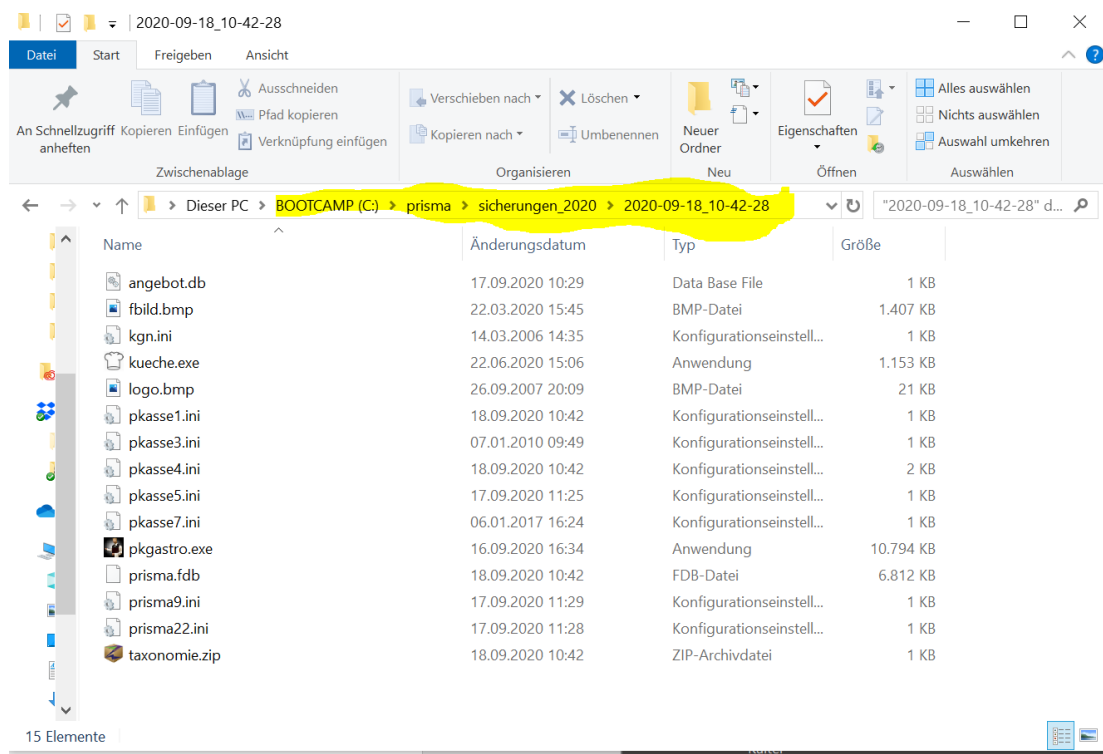 2020-09-18_10-42-28
Datei Start Freigeben Ansicht
An Schnellzugriff anheften
Kopieren
Einfügen
Ausschneiden
Pfad kopieren
Verknüpfung einfügen
Zwischenablage
Verschieben nach
Kopieren nach
Löschen
Umbenennen
Organisieren
Neuer Ordner
Neu
Eigenschaften
Öffnen
Alles auswählen
Nichts auswählen
Auswahl umkehren
Auswählen
Dieser PC > BOOTCAMP (C:) > prisma > sicherungen_2020 > 2020-09-18_10-42-28
"2020-09-18_10-42-28" d...
Name Änderungsdatum Typ Größe
angebot.db 17.09.2020 10:29 Data Base File 1 KB
fbild.bmp 22.03.2020 15:45 BMP-Datei 1.407 KB
kgn.ini 14.03.2006 14:35 Konfigurationseinstell... 1 KB
kueche.exe 22.06.2020 15:06 Anwendung 1.153 KB
logo.bmp 26.09.2007 20:09 BMP-Datei 21 KB
pkasse1.ini 18.09.2020 10:42 Konfigurationseinstell... 1 KB
pkasse3.ini 07.01.2010 09:49 Konfigurationseinstell... 1 KB
pkasse4.ini 18.09.2020 10:42 Konfigurationseinstell... 2 KB
pkasse5.ini 17.09.2020 11:25 Konfigurationseinstell... 1 KB
pkasse7.ini 06.01.2017 16:24 Konfigurationseinstell... 1 KB
pkgastro.exe 16.09.2020 16:34 Anwendung 10.794 KB
prisma.fdb 18.09.2020 10:42 FDB-Datei 6.812 KB
prisma9.ini 17.09.2020 11:29 Konfigurationseinstell... 1 KB
prisma22.ini 17.09.2020 11:28 Konfigurationseinstell... 1 KB
taxonomie.zip 18.09.2020 10:42 ZIP-Archivdatei 1 KB
15 Elemente